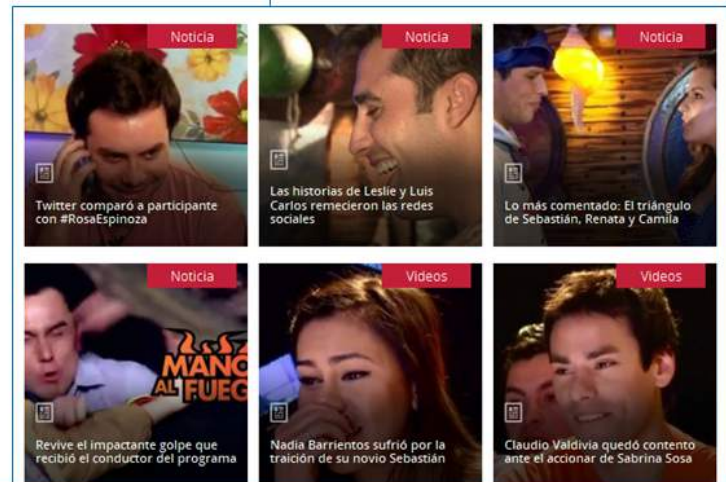 Noticia
Twitter comparó a participante
con #RosaEspinoza
Noticia
Las historias de Leslie y Luis
Carlos remecieron las redes
sociales
Noticia
Lo más comentado: El triángulo
de Sebastián, Renata y Camila
Noticia
MANO
AL FUEG
Revive el impactante golpe que
recibió el conductor del programa
Videos
Nadia Barrientos sufrió por la
traición de su novio Sebastián
Videos
Claudio Valdivia quedó contento
ante el accionar de Sabrina Sosa